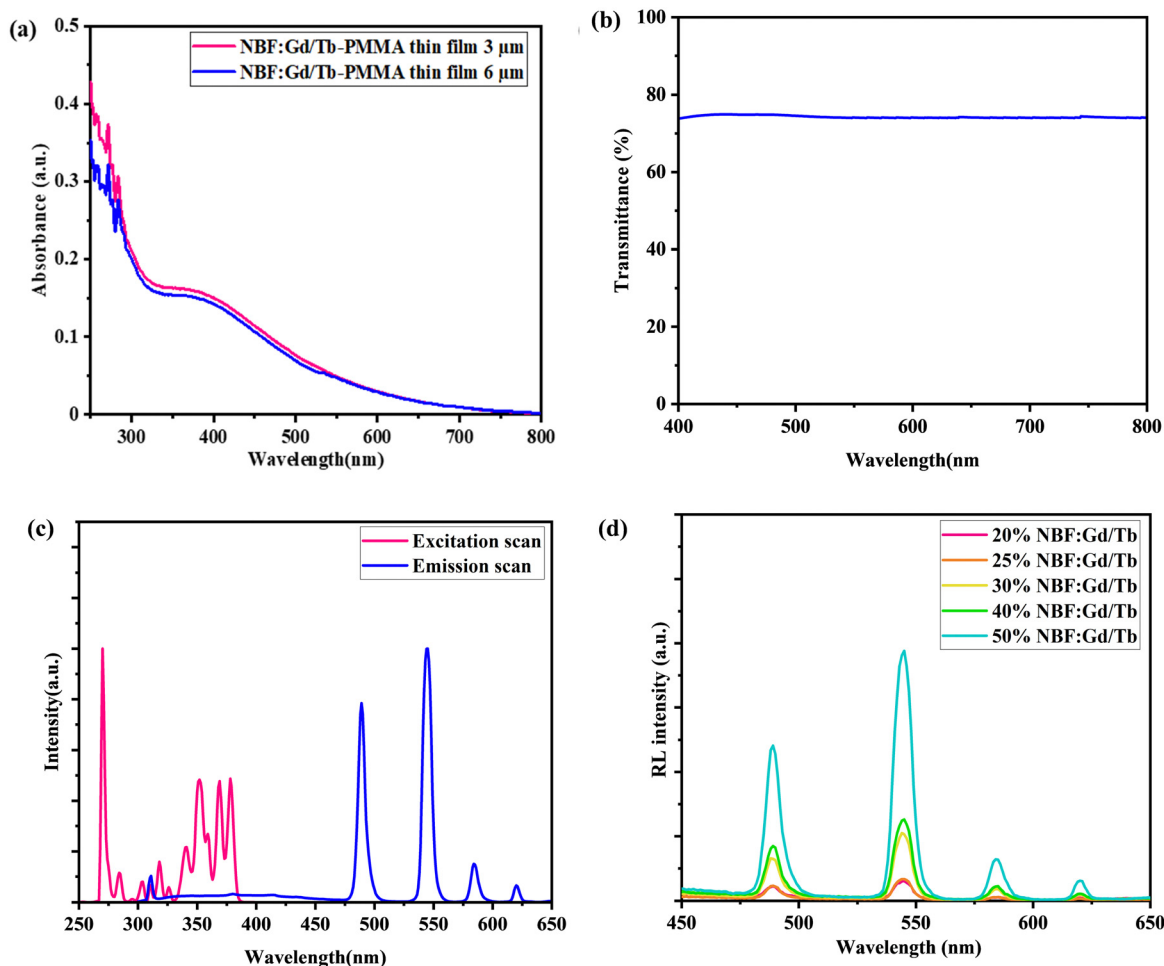 (a)
NBF:Gd/Tb-PMMA thin film 3 µm
NBF:Gd/Tb-PMMA thin film 6 µm
Absorbance (a.u.)
0.5
0.4
0.3
0.2
0.1
0
300 400 500 600 700 800
Wavelength(nm)
(b)
Transmittance (%)
100
80
60
40
20
0
400 500 600 700 800
Wavelength(nm
(c)
Excitation scan
Emission scan
Intensity(a.u.)
250 300 350 400 450 500 550 600 650
Wavelength(nm)
(d)
20% NBF:Gd/Tb
25% NBF:Gd/Tb
30% NBF:Gd/Tb
40% NBF:Gd/Tb
50% NBF:Gd/Tb
RL intensity (a.u.)
450 500 550 600 650
Wavelength (nm)